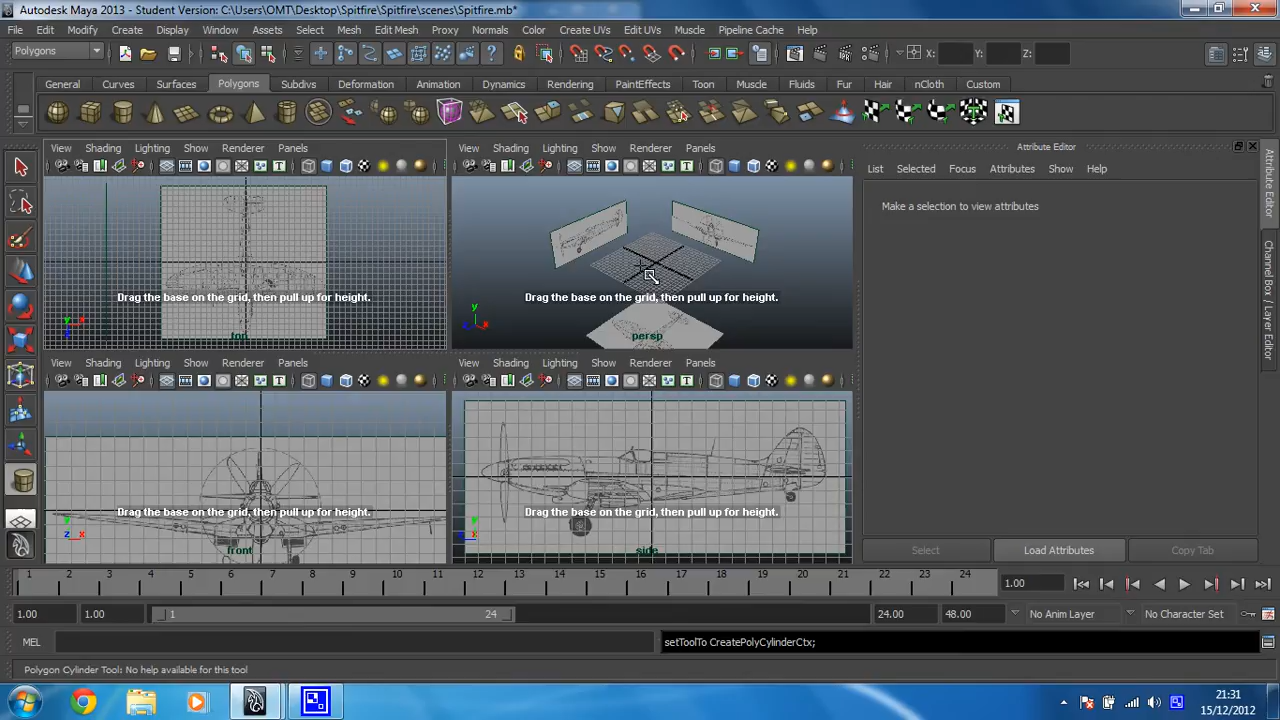 Autodesk Maya 2013 - Student Version: C:\Users\OMT\Desktop\Spitfire\Spitfire\scenes\Spitfire.mb*
File Edit Modify Create Display Window Assets Select Mesh Edit Mesh Proxy Normals Color Create UVs Edit UVs Muscle Pipeline Cache Help
Polygons X: Y: Z:
General Curves Surfaces Polygons Subdivs Deformation Animation Dynamics Rendering PaintEffects Toon Muscle Fluids Fur Hair nCloth Custom
View Shading Lighting Show Renderer Panels
View Shading Lighting Show Renderer Panels
Attribute Editor
List Selected Focus Attributes Show Help
Make a selection to view attributes
Attribute Editor
Channel Box / Layer Editor
Drag the base on the grid, then pull up for height.
Drag the base on the grid, then pull up for height.
y
x
z
top
y
x
z
persp
View Shading Lighting Show Renderer Panels
View Shading Lighting Show Renderer Panels
Drag the base on the grid, then pull up for height.
Drag the base on the grid, then pull up for height.
y
z x
front
y
z
side
Select Load Attributes Copy Tab
1 2 3 4 5 6 7 8 9 10 11 12 13 14 15 16 17 18 19 20 21 22 23 24
1.00
1.00 1.00 1 24 24.00 48.00 No Anim Layer No Character Set
MEL setToolTo CreatePolyCylinderCtx;
Polygon Cylinder Tool: No help available for this tool
21:31
15/12/2012